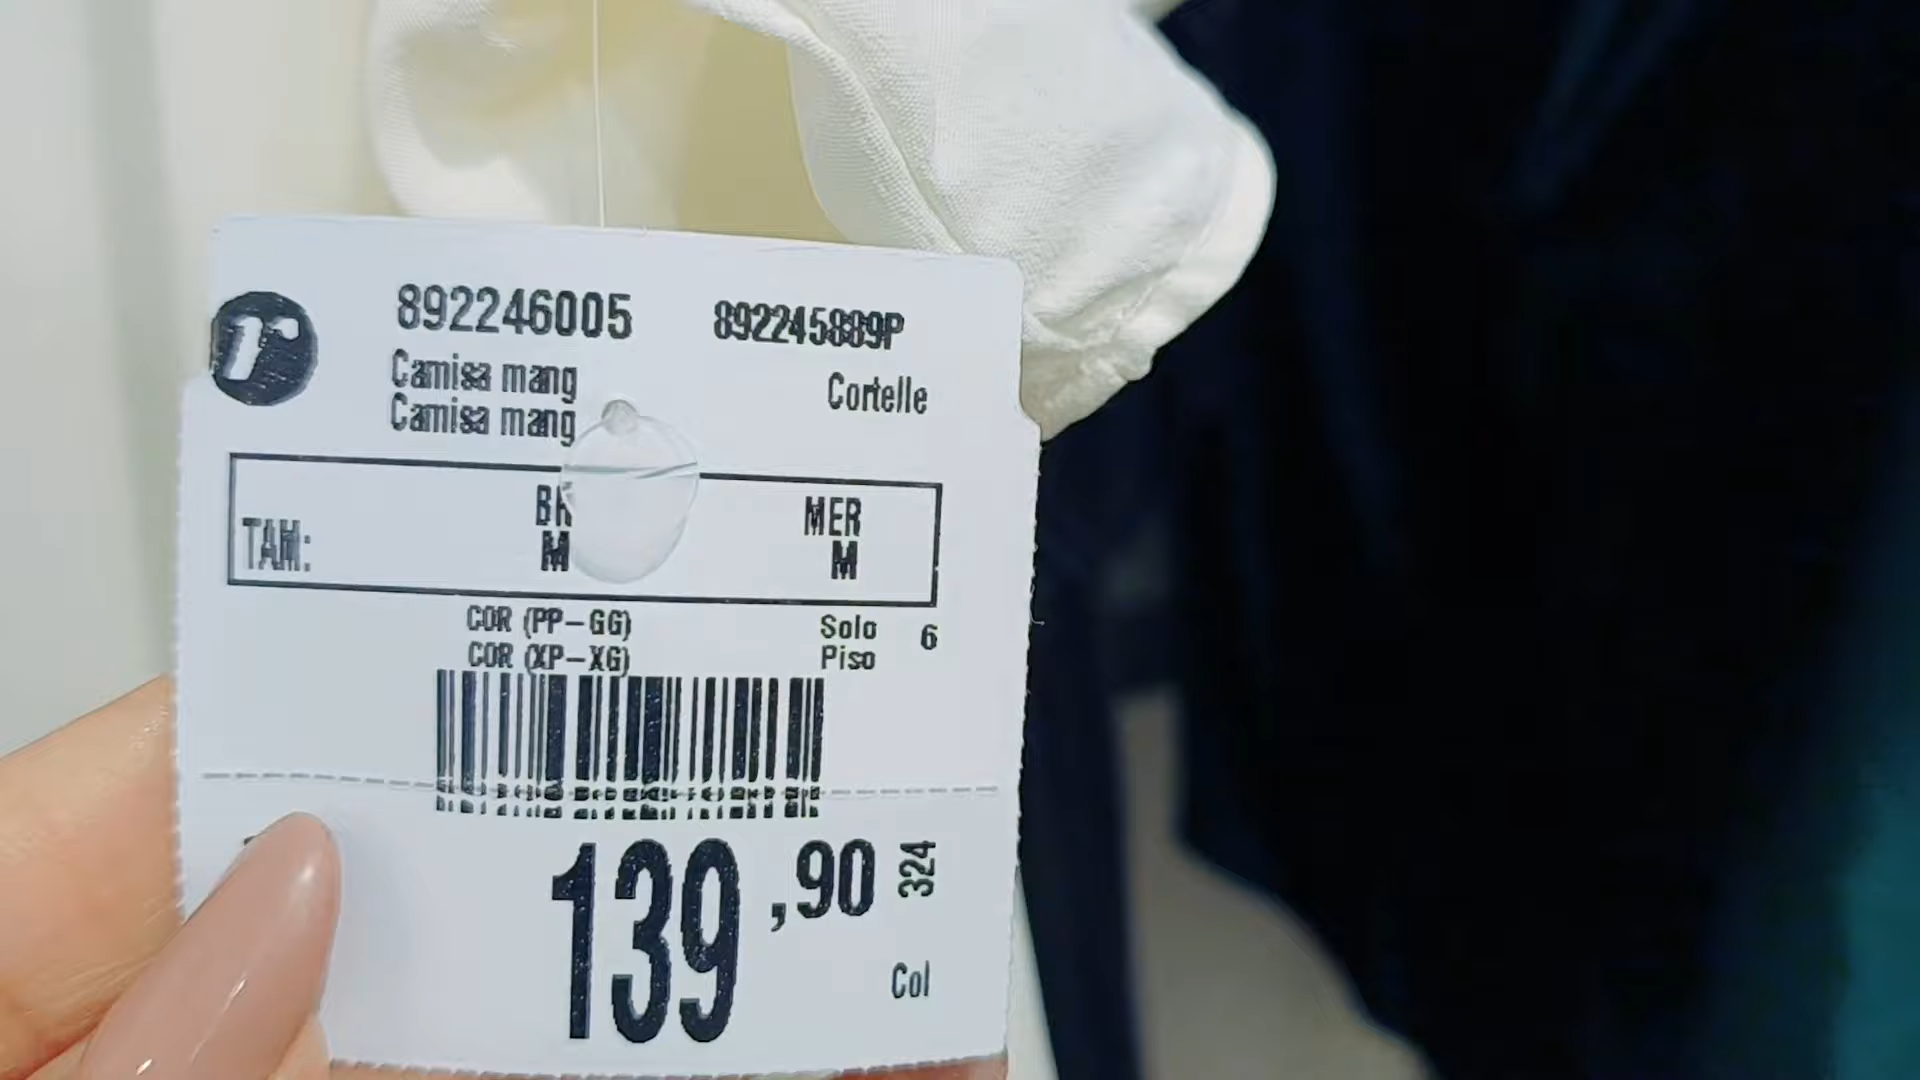 r
892246005 892245889P
Camisa mang
Camisa mang
Cortelle
BR MER
TAM: M M
COR (PP-GG) Solo 6
COR (XP-XG) Piso
139,90
324
Col